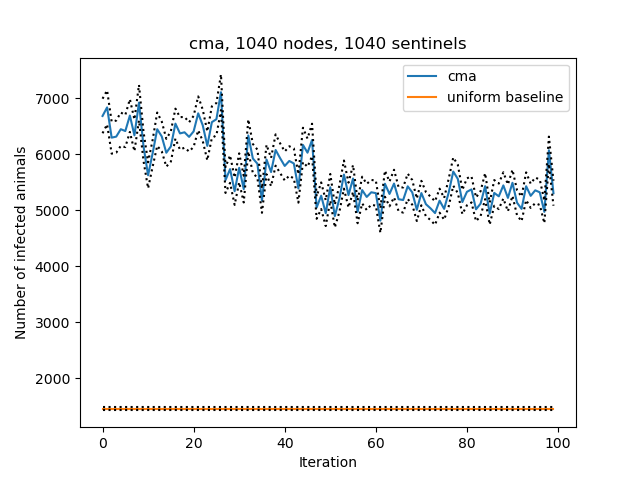 cma, 1040 nodes, 1040 sentinels
cma
uniform baseline
7000
6000
5000
4000
3000
2000
Number of infected animals
0 20 40 60 80 100
Iteration